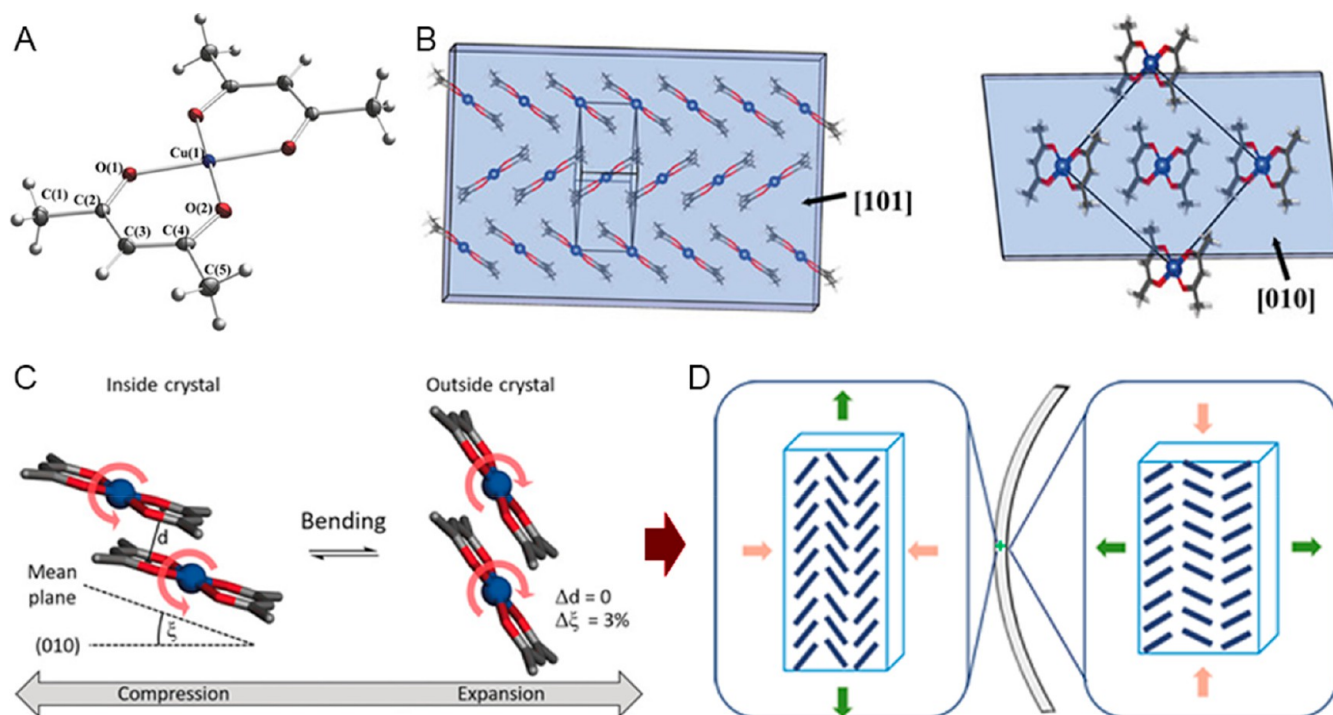 A
Cu(1)
O(1)
O(2)
C(1)
C(2)
C(3)
C(4)
C(5)
B
[101]
[010]
C
Inside crystal
Outside crystal
d
Bending
Mean
plane
ξ
(010)
Δd = 0
Δξ = 3%
Compression
Expansion
D